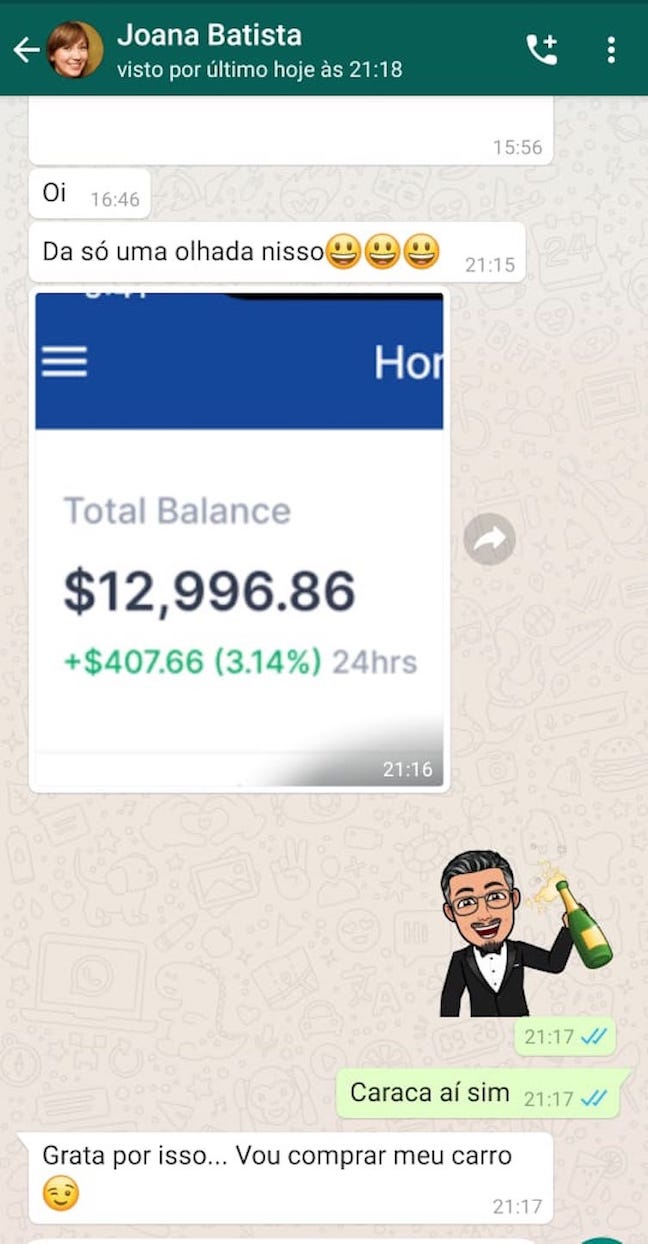 Joana Batista
visto por último hoje às 21:18
15:56
Oi 16:46
Da só uma olhada nisso😃😃😃 21:15
Hor
Total Balance
$12,996.86
+$407.66 (3.14%) 24hrs
21:16
21:17
Caraca aí sim 21:17
Grata por isso... Vou comprar meu carro
😉 21:17